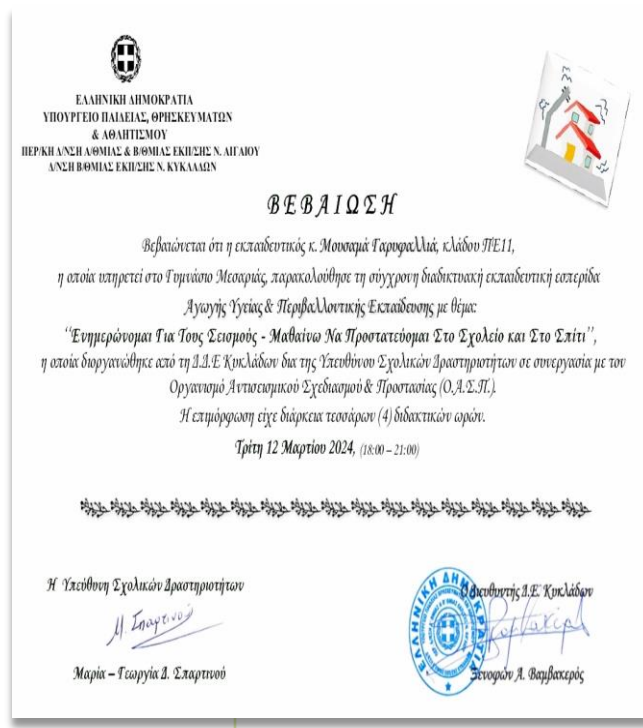 ΕΛΛΗΝΙΚΗ ΔΗΜΟΚΡΑΤΙΑ
ΥΠΟΥΡΓΕΙΟ ΠΑΙΔΕΙΑΣ, ΘΡΗΣΚΕΥΜΑΤΩΝ
& ΑΘΛΗΤΙΣΜΟΥ
ΠΕΡ/ΚΗ Δ/ΝΣΗ Α/ΘΜΙΑΣ & Β/ΘΜΙΑΣ ΕΚΠ/ΣΗΣ Ν. ΑΙΓΑΙΟΥ
Δ/ΝΣΗ Β/ΘΜΙΑΣ ΕΚΠ/ΣΗΣ Ν. ΚΥΚΛΑΔΩΝ
ΒΕΒΑΙΩΣΗ
Βεβαιώνεται ότι η εκπαιδευτικός κ. Μουσαμά Γαρυφαλλιά, κλάδου ΠΕ11,
η οποία υπηρετεί στο Γυμνάσιο Μεσαριάς, παρακολούθησε τη σύγχρονη διαδικτυακή εκπαιδευτική εσπερίδα
Αγωγής Υγείας & Περιβαλλοντικής Εκπαίδευσης με θέμα:
“Ενημερώνομαι Για Τους Σεισμούς - Μαθαίνω Να Προστατεύομαι Στο Σχολείο και Στο Σπίτι”,
η οποία διοργανώθηκε από τη Δ.Δ.Ε Κυκλάδων δια της Υπευθύνου Σχολικών Δραστηριοτήτων σε συνεργασία με τον
Οργανισμό Αντισεισμικού Σχεδιασμού & Προστασίας (Ο.Α.Σ.Π.).
Η επιμόρφωση είχε διάρκεια τεσσάρων (4) διδακτικών ωρών.
Τρίτη 12 Μαρτίου 2024, (18:00 – 21:00)
Η Υπεύθυνη Σχολικών Δραστηριοτήτων
Ο Διευθυντής Δ.Ε. Κυκλάδων
Μ. Σπαρτινού
ΕΛΛΗΝΙΚΗ ΔΗΜΟΚΡΑΤΙΑ
Μαρία – Γεωργία Δ. Σπαρτινού
Ξενοφών Α. Βαμβακερός